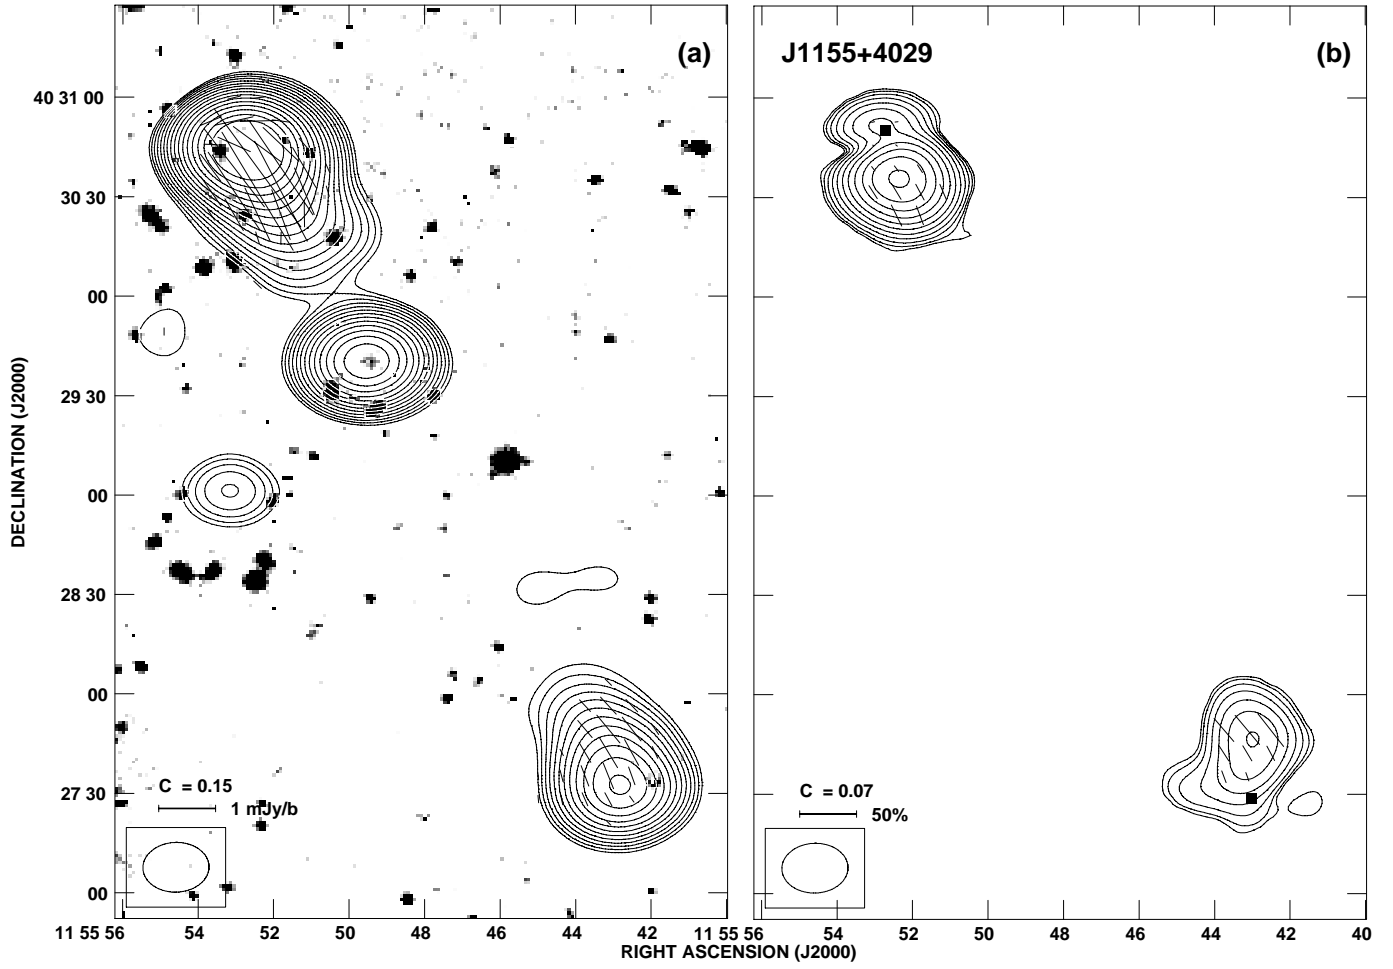 (a)
J1155+4029
(b)
DECLINATION (J2000)
40 31 00
30 30
00
29 30
00
28 30
00
27 30
00
C = 0.15
1 mJy/b
C = 0.07
50%
11 55 56
54
52
50
48
46
44
42
11 55 56
54
52
50
48
46
44
42
40
RIGHT ASCENSION (J2000)